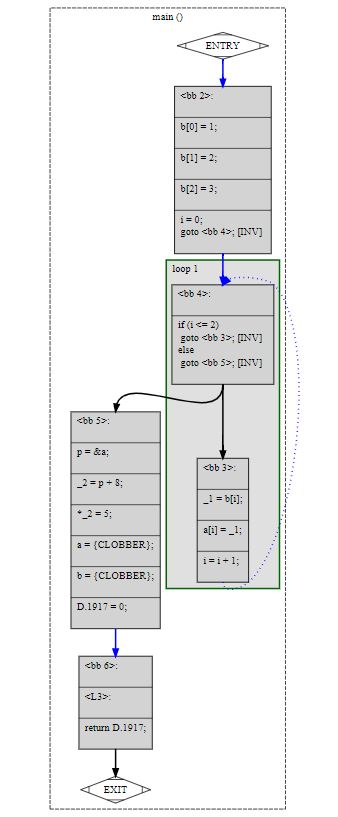 main ()
ENTRY
<bb 2>:
b[0] = 1;
b[1] = 2;
b[2] = 3;
i = 0;
goto <bb 4>; [INV]
loop 1
<bb 4>:
if (i <= 2)
goto <bb 3>; [INV]
else
goto <bb 5>; [INV]
<bb 5>:
p = &a;
_2 = p + 8;
*_2 = 5;
a = {CLOBBER};
b = {CLOBBER};
D.1917 = 0;
<bb 3>:
_1 = b[i];
a[i] = _1;
i = i + 1;
<bb 6>:
<L3>:
return D.1917;
EXIT